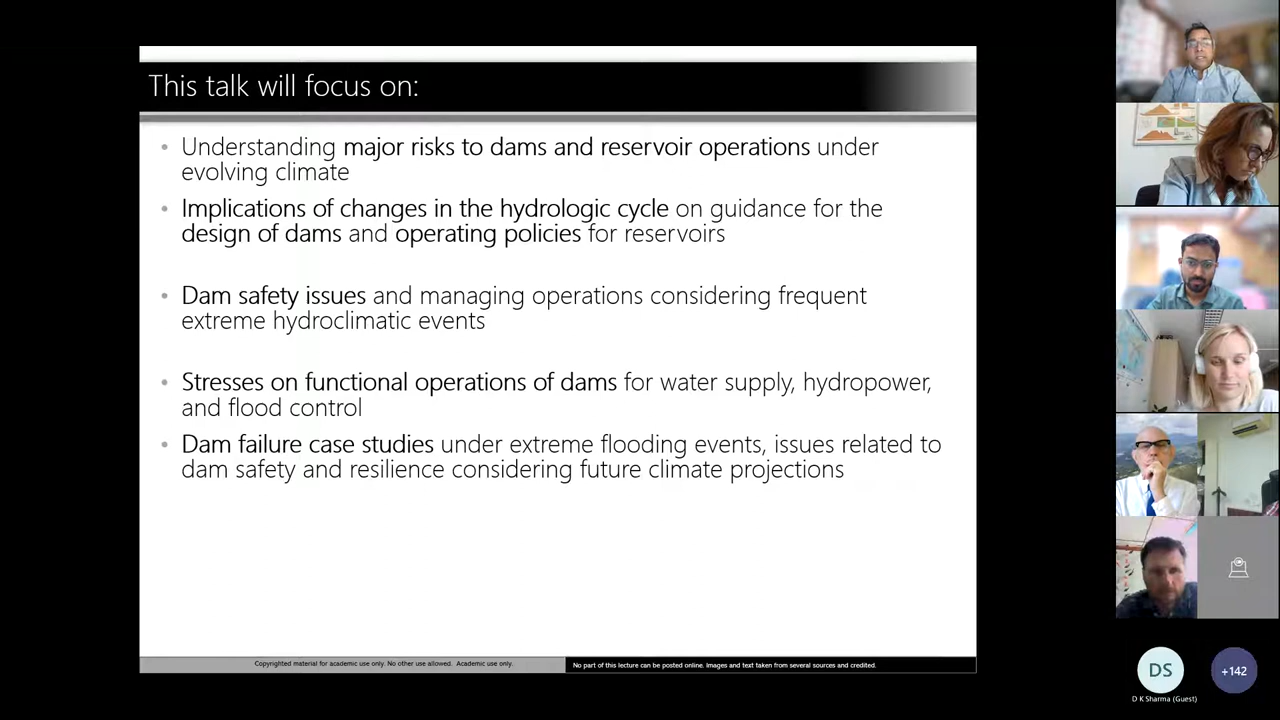 This talk will focus on:
• Understanding major risks to dams and reservoir operations under
evolving climate
• Implications of changes in the hydrologic cycle on guidance for the
design of dams and operating policies for reservoirs
• Dam safety issues and managing operations considering frequent
extreme hydroclimatic events
• Stresses on functional operations of dams for water supply, hydropower,
and flood control
• Dam failure case studies under extreme flooding events, issues related to
dam safety and resilience considering future climate projections
Copyrighted material for academic use only. No other use allowed. Academic use only.
No part of this lecture can be posted online. Images and text taken from several sources and credited.
DS
+142
D K Sharma (Guest)